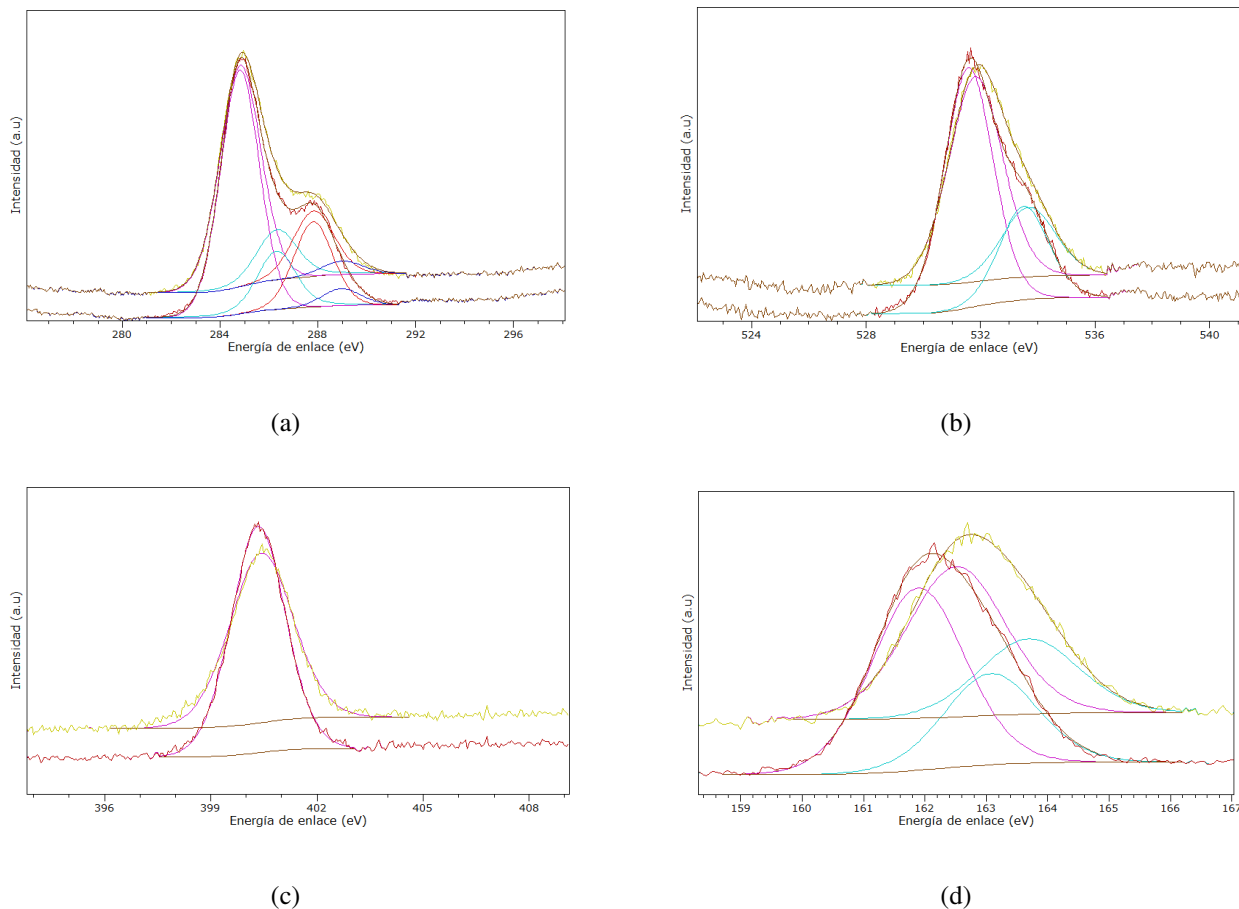 Intensidad (a.u)
280 284 288 292 296
Energía de enlace (eV)
(a)
Intensidad (a.u)
524 528 532 536 540
Energía de enlace (eV)
(b)
Intensidad (a.u)
396 399 402 405 408
Energía de enlace (eV)
(c)
Intensidad (a.u)
159 160 161 162 163 164 165 166 167
Energía de enlace (eV)
(d)